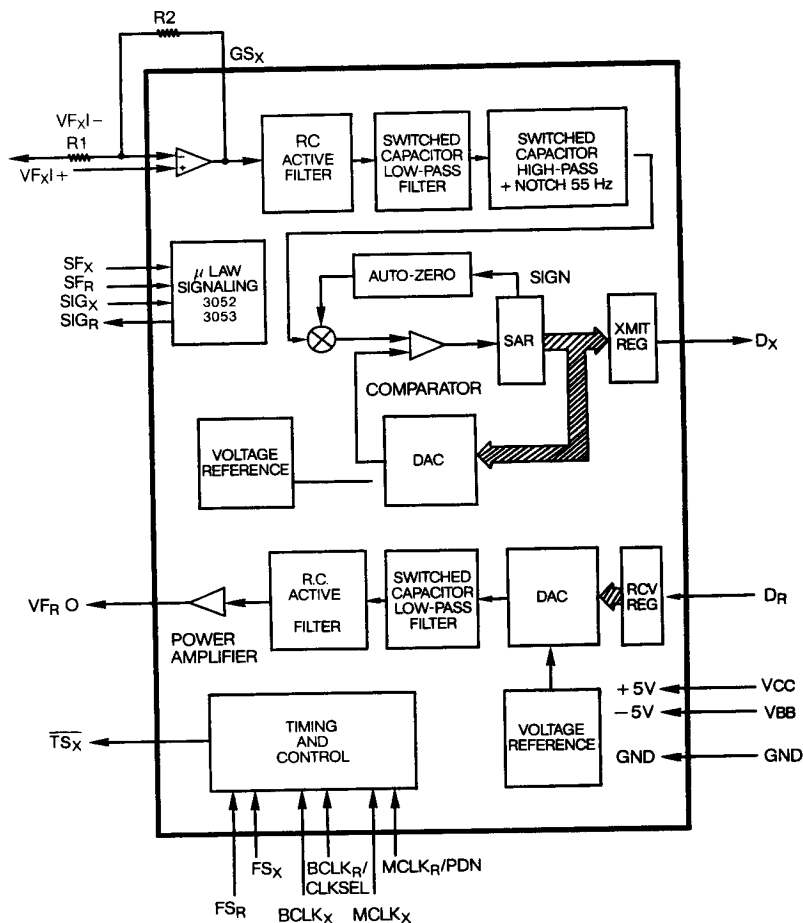 R2
GSX
VFXI−
R1
VFXI+
−
+
RC
ACTIVE
FILTER
SWITCHED
CAPACITOR
LOW-PASS
FILTER
SWITCHED
CAPACITOR
HIGH-PASS
+ NOTCH 55 Hz
SFX
SFR
SIGX
SIGR
μ LAW
SIGNALING
3052
3053
AUTO-ZERO
SIGN
SAR
XMIT
REG
DX
COMPARATOR
VOLTAGE
REFERENCE
DAC
VFR O
POWER
AMPLIFIER
R.C.
ACTIVE
FILTER
SWITCHED
CAPACITOR
LOW-PASS
FILTER
DAC
RCV
REG
DR
+5V
VCC
−5V
VBB
GND
GND
VOLTAGE
REFERENCE
TSX
TIMING
AND
CONTROL
FSR
FSX
BCLKX
BCLKR/
CLKSEL
MCLKX
MCLKR/PDN